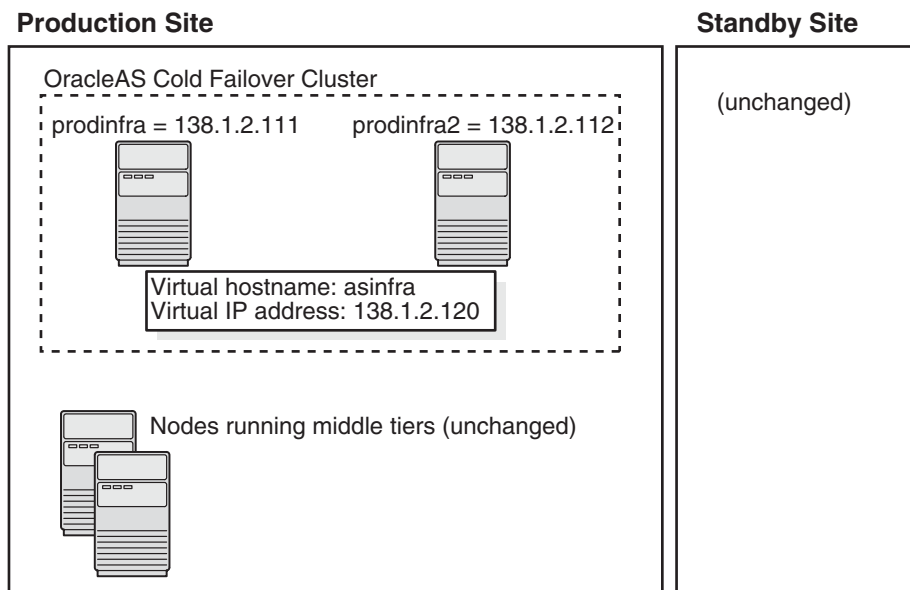 Production Site
Standby Site
OracleAS Cold Failover Cluster
prodinfra = 138.1.2.111
prodinfra2 = 138.1.2.112
Virtual hostname: asinfra
Virtual IP address: 138.1.2.120
Nodes running middle tiers (unchanged)
(unchanged)